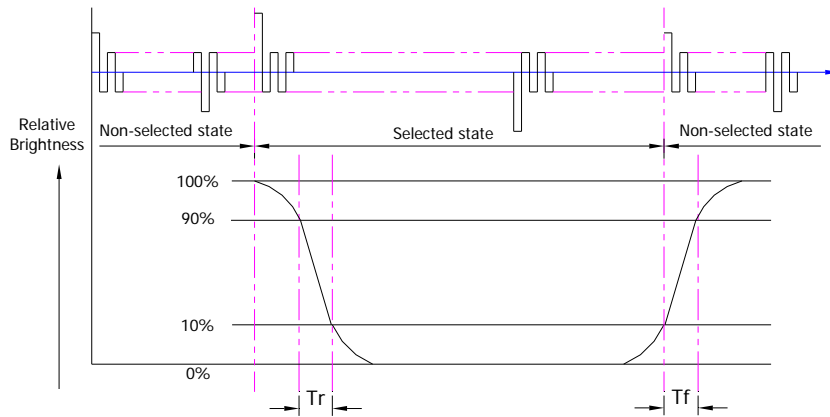 Relative
Brightness
Non-selected state
Selected state
Non-selected state
100%
90%
10%
0%
Tr
Tf